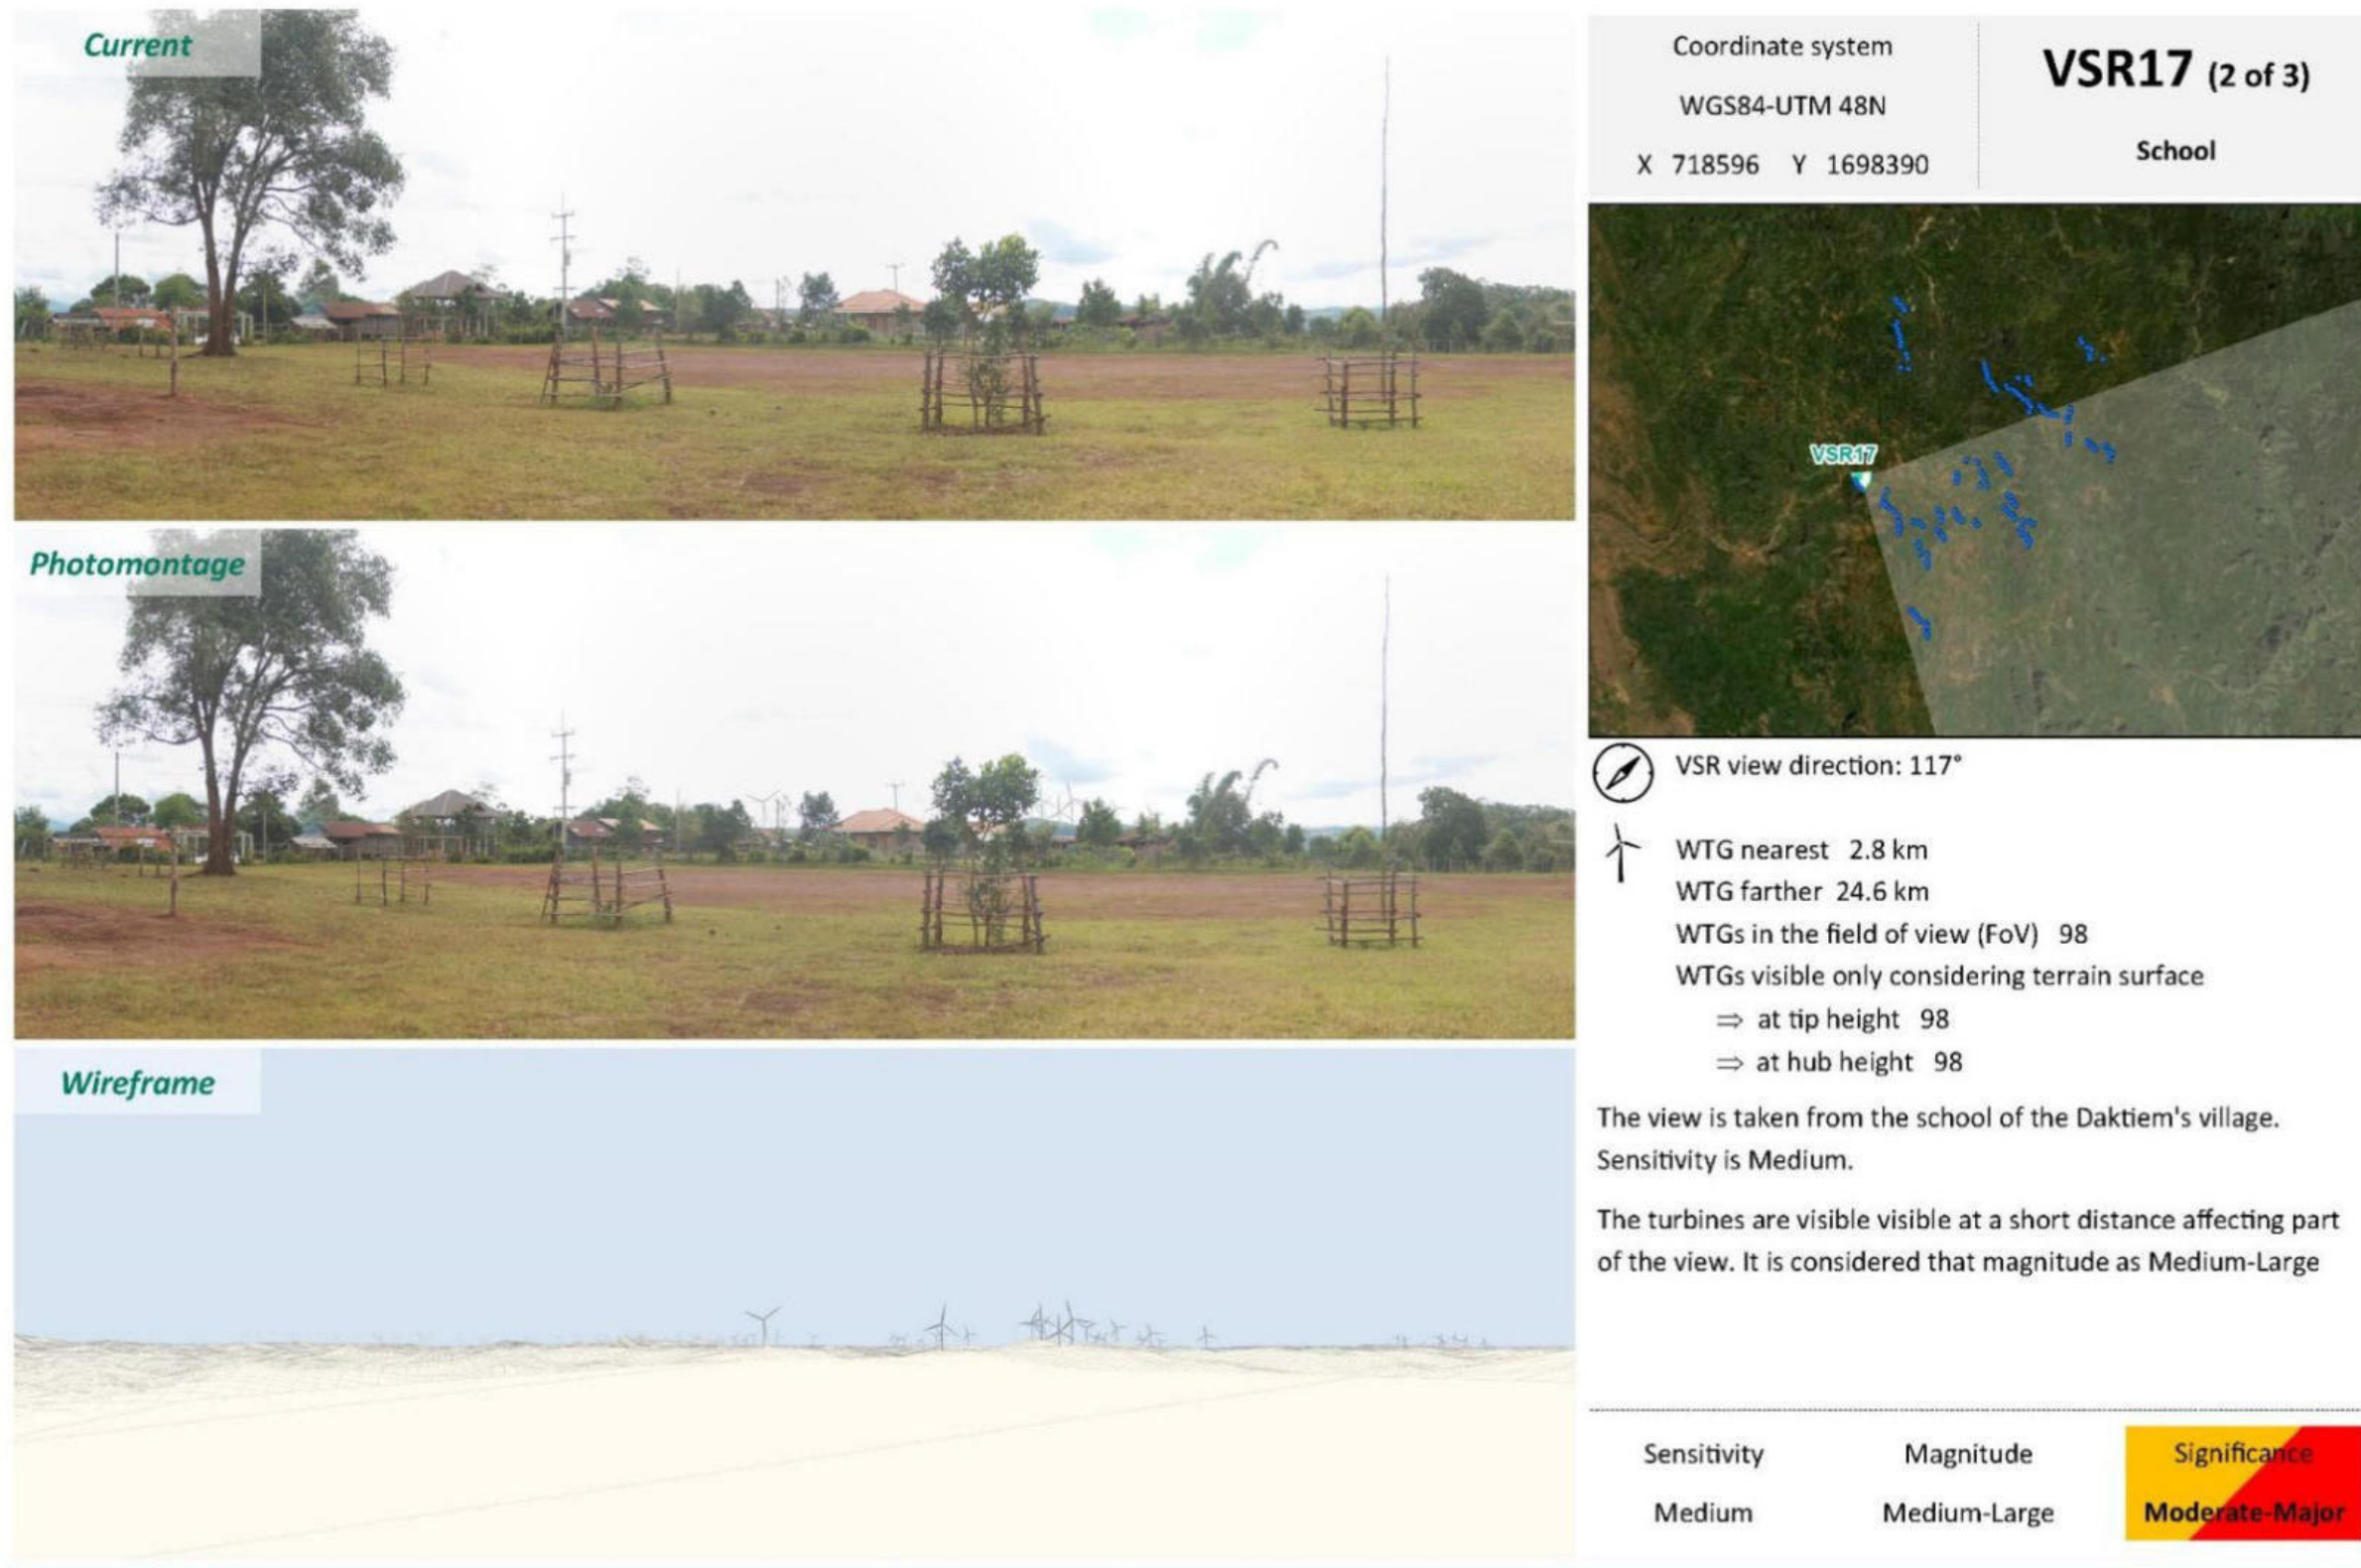 Current
Coordinate system
WGS84-UTM 48N
X 718596 Y 1698390
VSR17 (2 of 3)
School
VSR17
Photomontage
VSR view direction: 117°
WTG nearest 2.8 km
WTG farther 24.6 km
WTGs in the field of view (FoV) 98
WTGs visible only considering terrain surface
⇒ at tip height 98
⇒ at hub height 98
Wireframe
The view is taken from the school of the Daktiem's village.
Sensitivity is Medium.
The turbines are visible visible at a short distance affecting part
of the view. It is considered that magnitude as Medium-Large
Sensitivity Magnitude Significance
Medium Medium-Large Moderate-Major